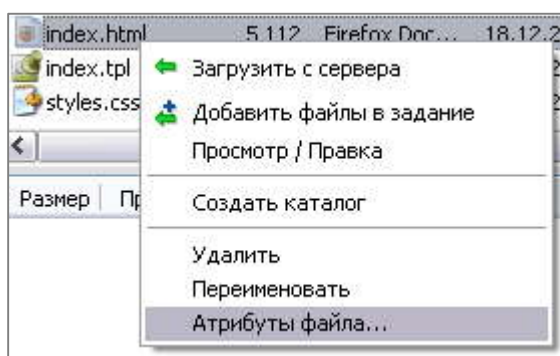 index.html 5 112 Firefox Doc... 18.12.2
index.tpl
styles.css
Загрузить с сервера
Добавить файлы в задание
Просмотр / Правка
Размер
Создать каталог
Удалить
Переименовать
Атрибуты файла...